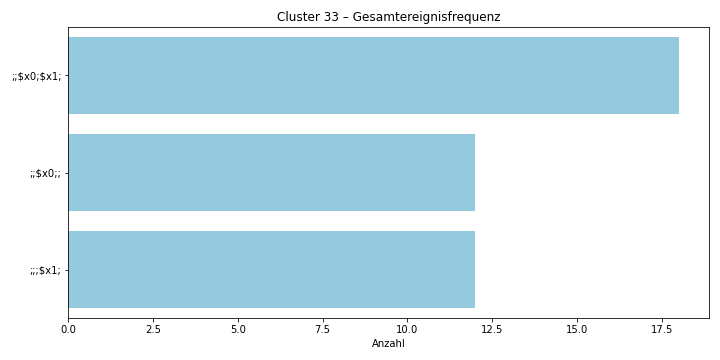 Cluster 33 – Gesamtereignisfrequenz
;;$x0;$x1;
;;$x0;;
;;;$x1;
0.0 2.5 5.0 7.5 10.0 12.5 15.0 17.5
Anzahl